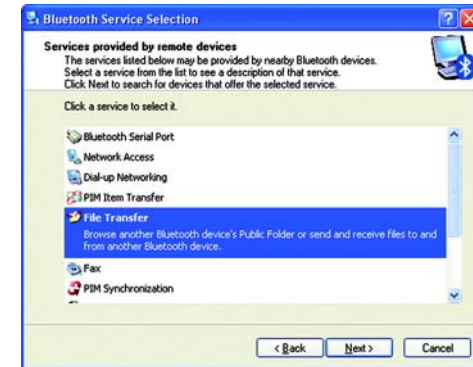 Bluetooth Service Selection
Services provided by remote devices
The services listed below may be provided by nearby Bluetooth devices.
Select a service from the list to see a description of that service.
Click Next to search for devices that offer the selected service.
Click a service to select it.
Bluetooth Serial Port
Network Access
Dial-up Networking
PIM Item Transfer
File Transfer
Browse another Bluetooth device's Public Folder or send and receive files to and
from another Bluetooth device.
Fax
PIM Synchronization
< Back
Next >
Cancel